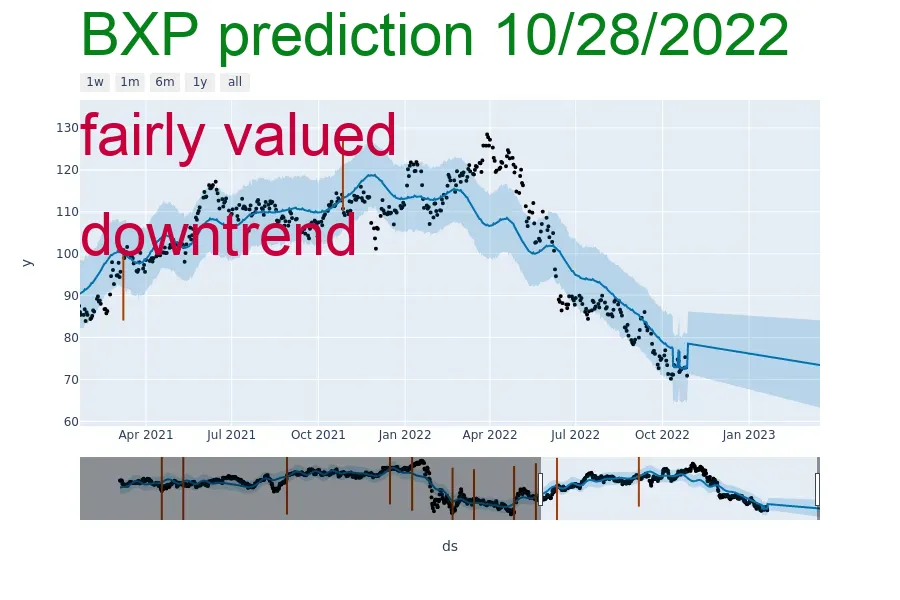 BXP prediction 10/28/2022
1w 1m 6m 1y all
fairly valued
downtrend
130
120
110
100
90
80
70
60
y
Apr 2021 Jul 2021 Oct 2021 Jan 2022 Apr 2022 Jul 2022 Oct 2022 Jan 2023
ds